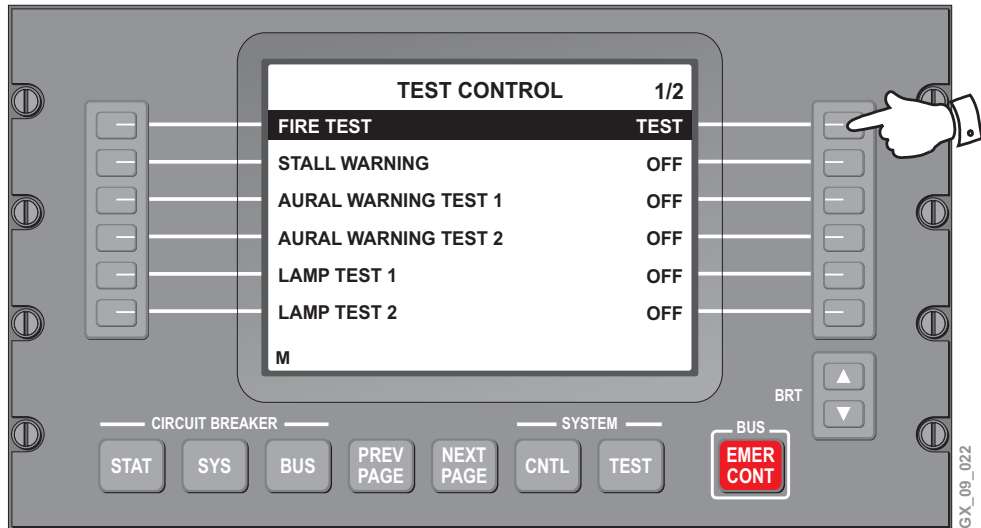 TEST CONTROL 1/2
FIRE TEST TEST
STALL WARNING OFF
AURAL WARNING TEST 1 OFF
AURAL WARNING TEST 2 OFF
LAMP TEST 1 OFF
LAMP TEST 2 OFF
M
BRT
CIRCUIT BREAKER
SYSTEM
BUS
STAT
SYS
BUS
PREV
PAGE
NEXT
PAGE
CNTL
TEST
EMER
CONT
GX_09_022